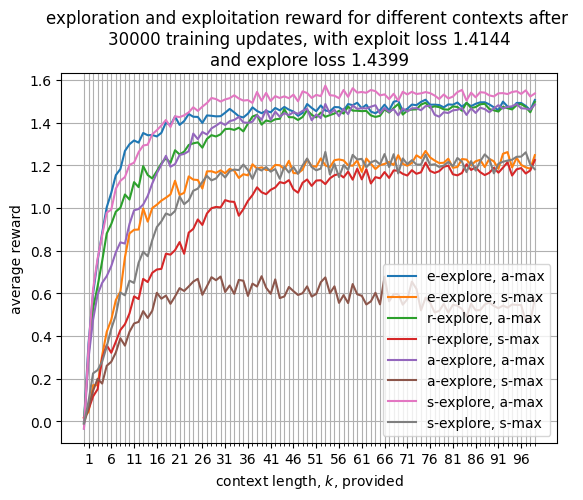 exploration and exploitation reward for different contexts after
30000 training updates, with exploit loss 1.4144
and explore loss 1.4399
1.6
1.4
1.2
1.0
0.8
0.6
0.4
0.2
0.0
average reward
e-explore, a-max
e-explore, s-max
r-explore, a-max
r-explore, s-max
a-explore, a-max
a-explore, s-max
s-explore, a-max
s-explore, s-max
1 6 11 16 21 26 31 36 41 46 51 56 61 66 71 76 81 86 91 96
context length, k, provided